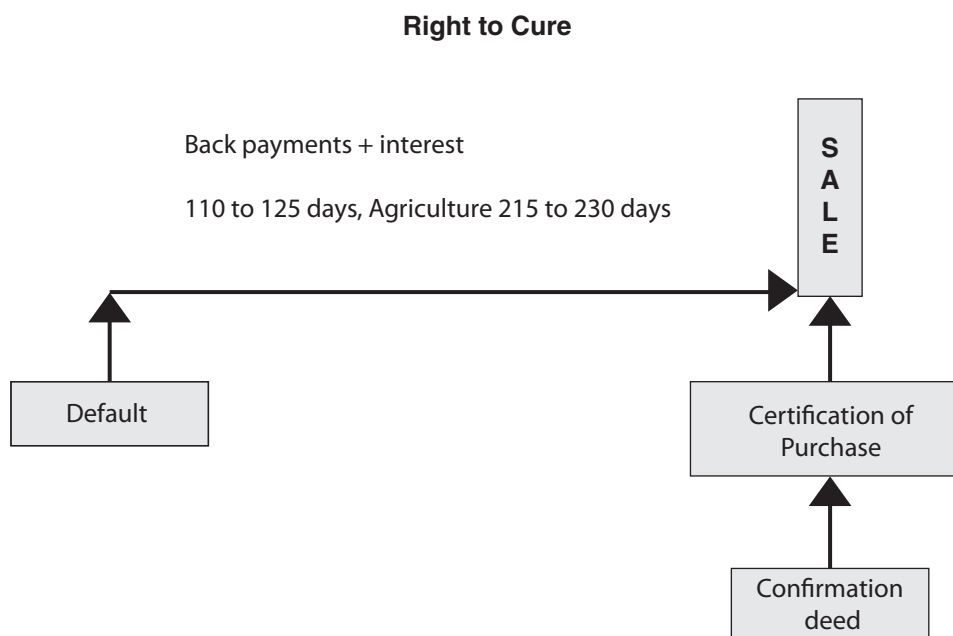 Right to Cure
Back payments + interest
110 to 125 days, Agriculture 215 to 230 days
S
A
L
E
Default
Certification of
Purchase
Confirmation
deed